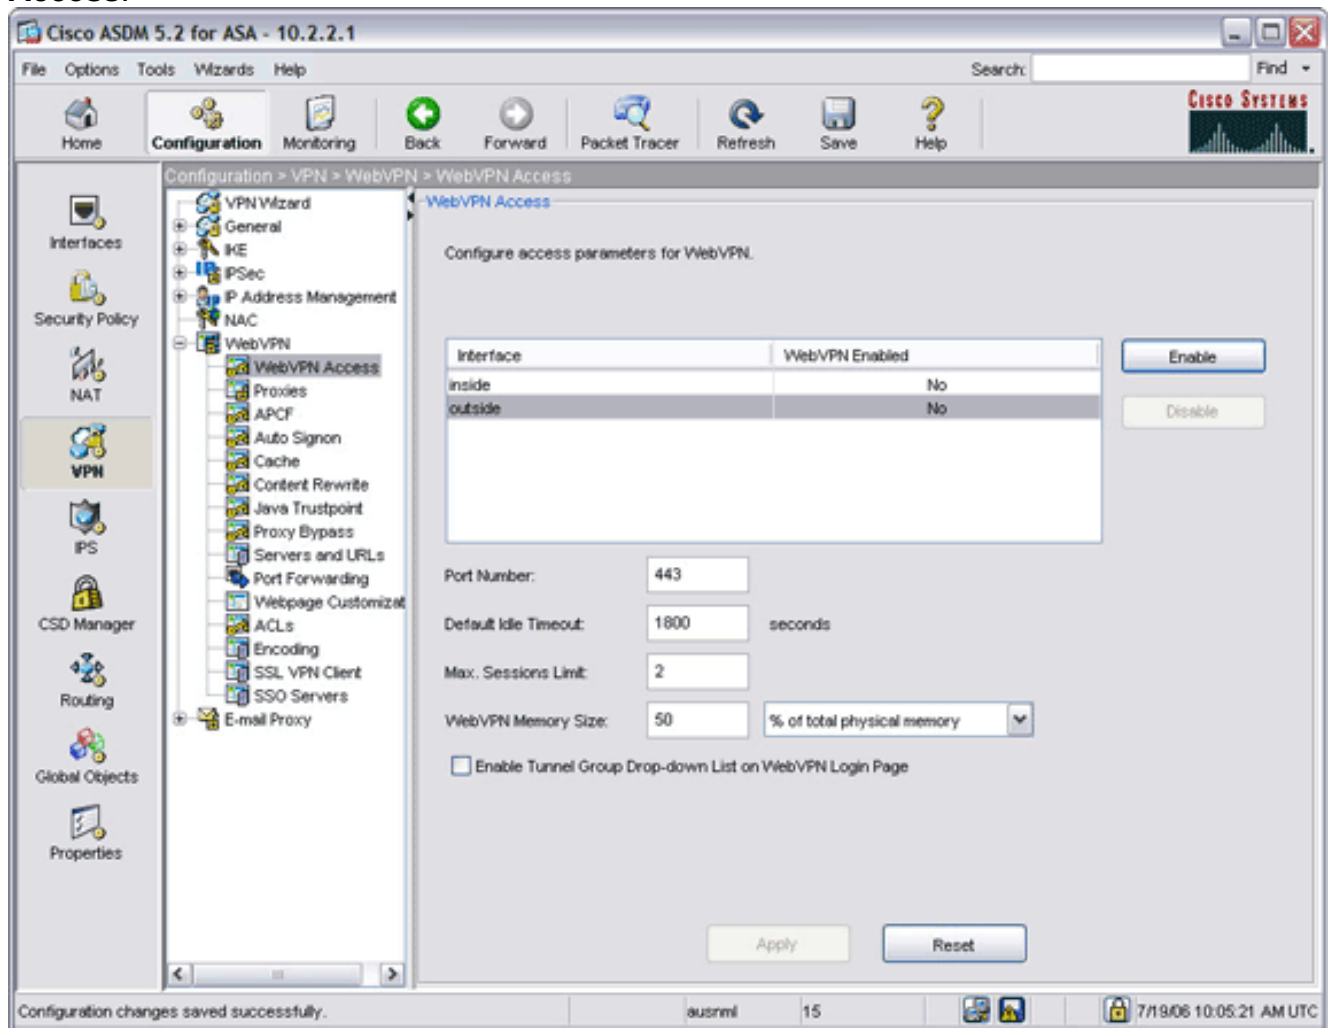 Cisco ASDM 5.2 for ASA - 10.2.2.1
File Options Tools Wizards Help Search: Find
Home Configuration Monitoring Back Forward Packet Tracer Refresh Save Help
CISCO SYSTEMS
Configuration > VPN > WebVPN > WebVPN Access
Interfaces
Security Policy
NAT
VPN
IPS
CSD Manager
Routing
Global Objects
Properties
VPN Wizard
General
IKE
IPSec
IP Address Management
NAC
WebVPN
WebVPN Access
Proxies
APCF
Auto Signon
Cache
Content Rewrite
Java Trustpoint
Proxy Bypass
Servers and URLs
Port Forwarding
Webpage Customizat
ACLs
Encoding
SSL VPN Client
SSO Servers
E-mail Proxy
WebVPN Access
Configure access parameters for WebVPN.
Interface WebVPN Enabled
inside No
outside No
Enable
Disable
Port Number: 443
Default Idle Timeout: 1800 seconds
Max. Sessions Limit: 2
WebVPN Memory Size: 50 % of total physical memory
Enable Tunnel Group Drop-down List on WebVPN Login Page
Apply Reset
Configuration changes saved successfully. ausnml 15 7/19/06 10:05:21 AM UTC